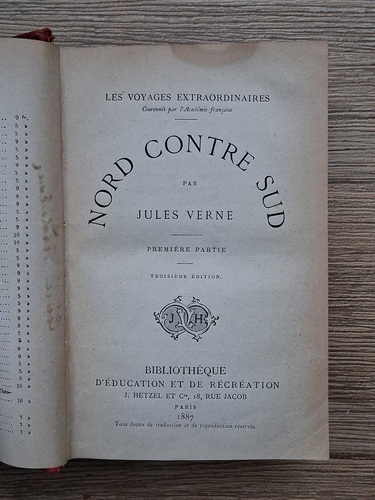 LES VOYAGES EXTRAORDINAIRES
Couronnés par l'Académie française
NORD CONTRE SUD
PAR
JULES VERNE
PREMIÈRE PARTIE
TROISIÈME ÉDITION.
J H
BIBLIOTHÈQUE
D'ÉDUCATION ET DE RÉCRÉATION
J. HETZEL ET Cie, 18, RUE JACOB
PARIS
1887
Tous droits de traduction et de reproduction réservés.